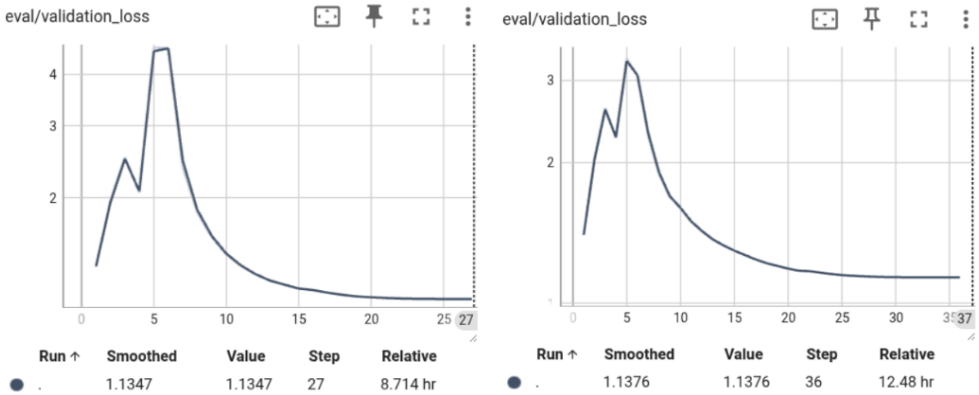 eval/validation_loss
4
3
2
0 5 10 15 20 25 27
Run ↑ Smoothed Value Step Relative
. 1.1347 1.1347 27 8.714 hr
eval/validation_loss
3
2
1
0 5 10 15 20 25 30 35 37
Run ↑ Smoothed Value Step Relative
. 1.1376 1.1376 36 12.48 hr